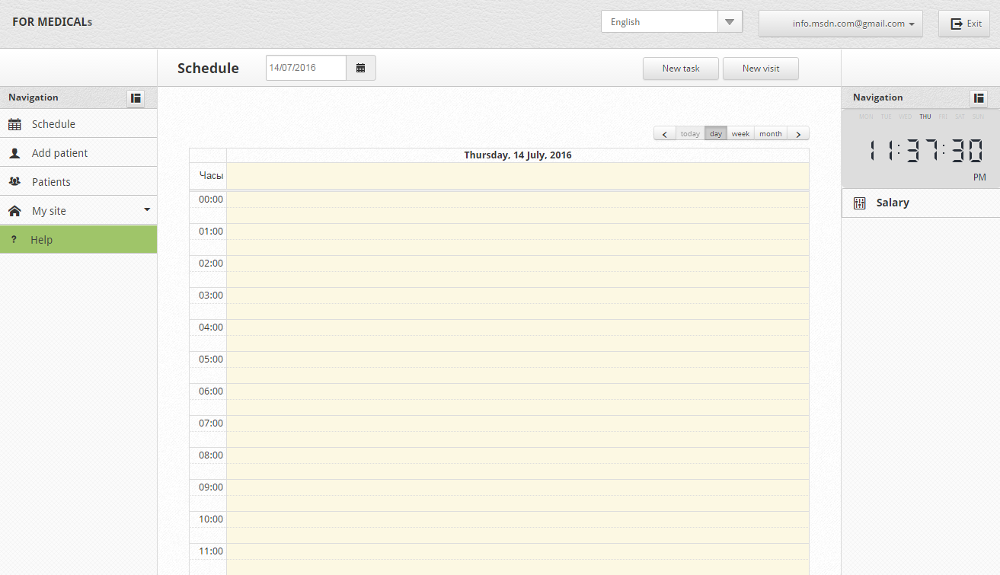 FOR MEDICALs
English
info.msdn.com@gmail.com
Exit
Schedule
14/07/2016
New task
New visit
Navigation
Schedule
Add patient
Patients
My site
? Help
today
day
week
month
Thursday, 14 July, 2016
Часы
00:00
01:00
02:00
03:00
04:00
05:00
06:00
07:00
08:00
09:00
10:00
11:00
Navigation
MON TUE WED THU FRI SAT SUN
11:37:30
PM
Salary